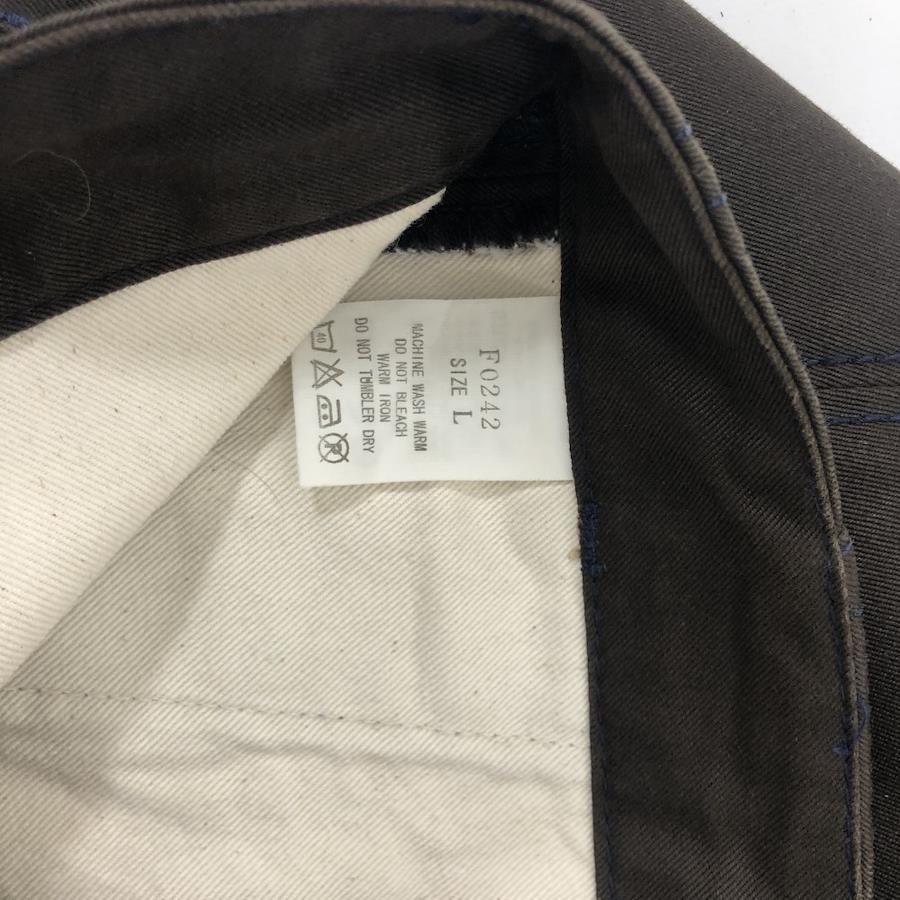 F0242
SIZE L
MACHINE WASH WARM
DO NOT BLEACH
WARM IRON
DO NOT TUMBLER DRY
40
P